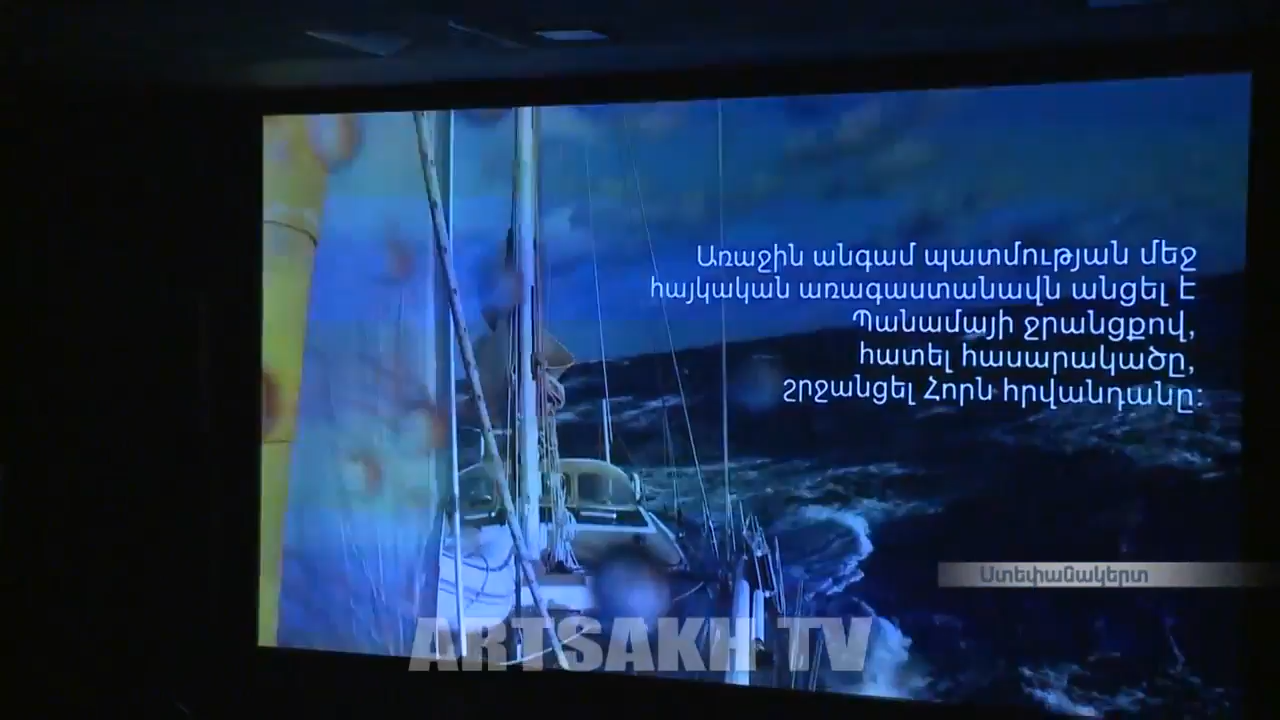 Առաջին անգամ պատմության մեջ
հայկական առագաստանավն անցել է
Պանամայի ջրանցքով,
հատել հասարակածը,
շրջանցել Հորն հրվանդանը:
Ստեփանակերտ
ARTSAKH TV